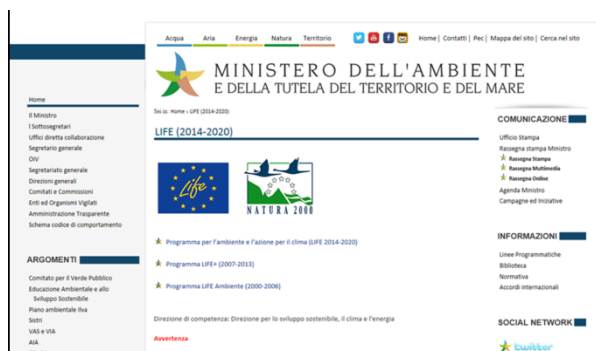 Acqua Aria Energia Natura Territorio Home | Contatti | Pec | Mappa del sito | Cerca nel sito
MINISTERO DELL'AMBIENTE
E DELLA TUTELA DEL TERRITORIO E DEL MARE
Home
Il Ministro
I Sottosegretari
Uffici diretta collaborazione
Segretario generale
OIV
Segretariato generale
Direzioni generali
Comitati e Commissioni
Enti ed Organismi Vigilati
Amministrazione Trasparente
Schema codice di comportamento
ARGOMENTI
Comitato per il Verde Pubblico
Educazione Ambientale e allo
Sviluppo Sostenibile
Piano ambientale Ilva
Sistri
VAS e VIA
AIA
Sei in: Home » LIFE (2014-2020)
LIFE (2014-2020)
Life
NATURA 2000
Programma per l'ambiente e l'azione per il clima (LIFE 2014-2020)
Programma LIFE+ (2007-2013)
Programma LIFE Ambiente (2000-2006)
Direzione di competenza: Direzione per lo sviluppo sostenibile, il clima e l'energia
Avvertenza
COMUNICAZIONE
Ufficio Stampa
Rassegna stampa Ministro
Rassegna Stampa
Rassegna Multimedia
Rassegna Online
Agenda Ministro
Campagne ed Iniziative
INFORMAZIONI
Linee Programmatiche
Biblioteca
Normativa
Accordi internazionali
SOCIAL NETWORK
twitter